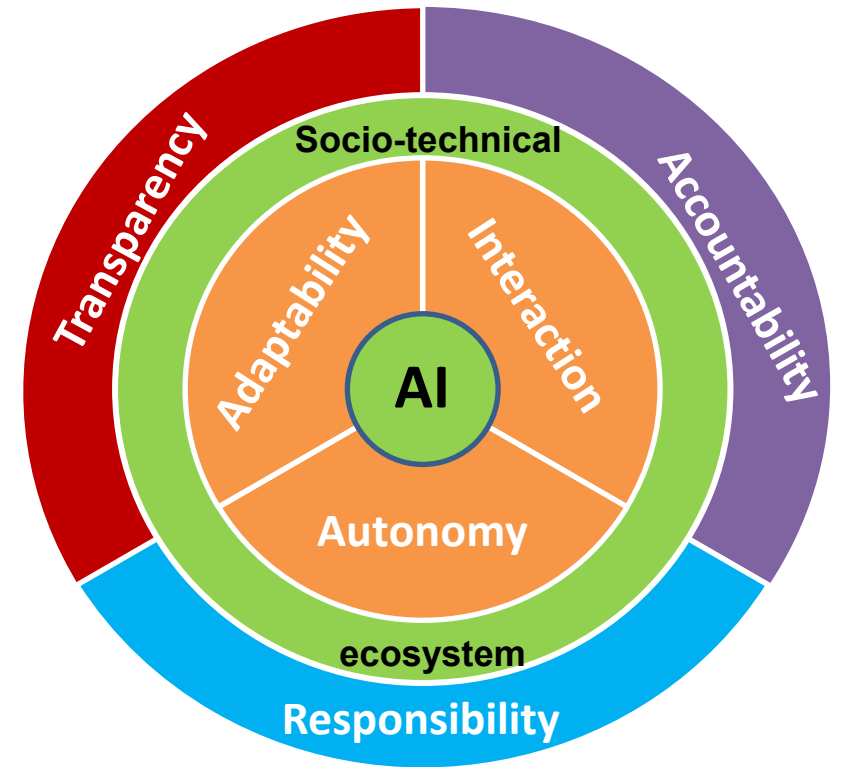 Socio-technical
Transparency
Accountability
Adaptability
Interaction
AI
Autonomy
ecosystem
Responsibility